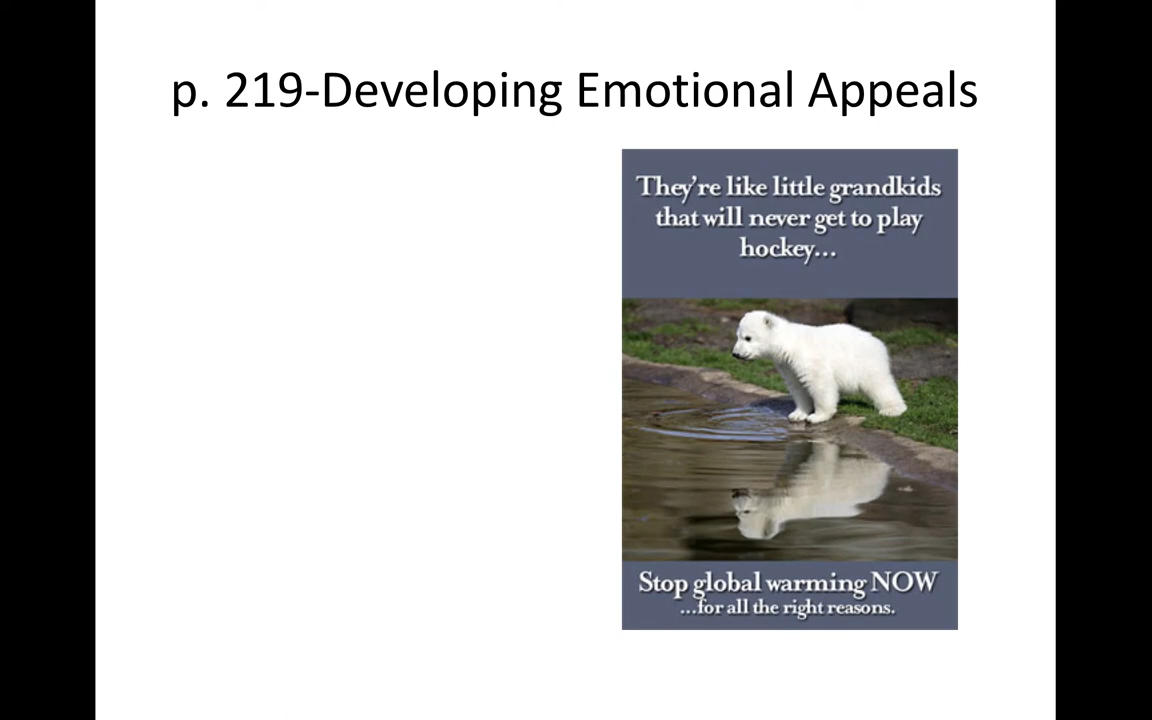 p. 219-Developing Emotional Appeals
They're like little grandkids
that will never get to play
hockey...
Stop global warming NOW
...for all the right reasons.